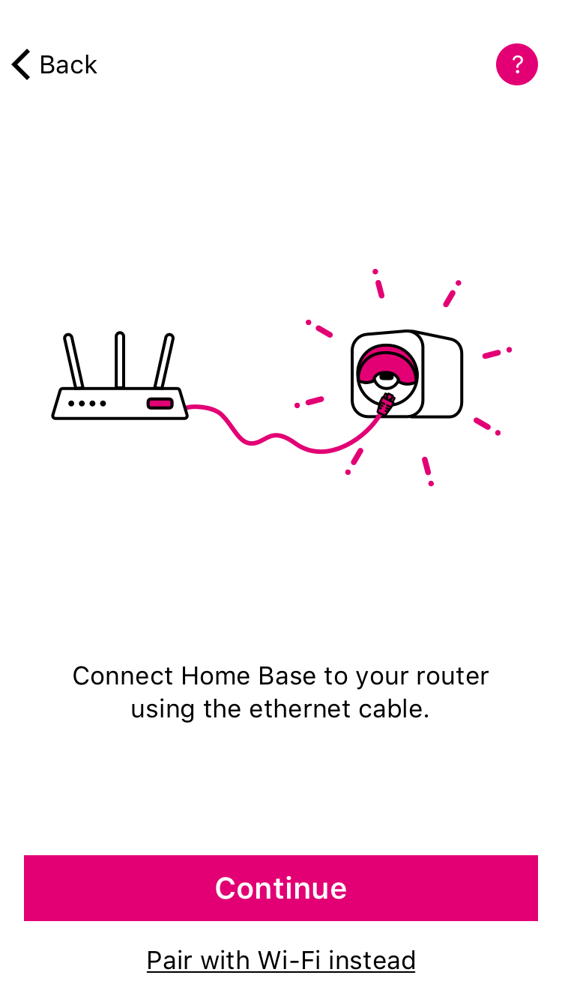 Back
?
Connect Home Base to your router
using the ethernet cable.
Continue
Pair with Wi-Fi instead